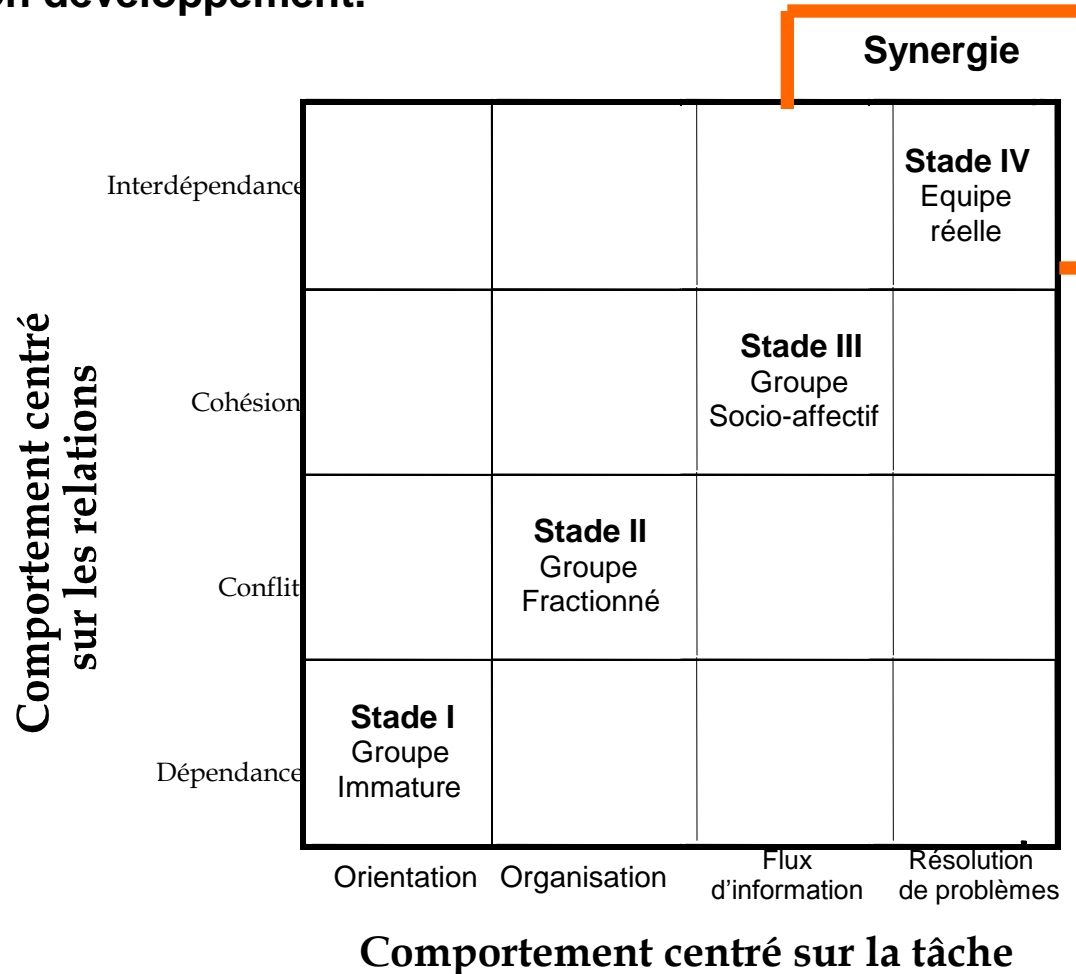 on développement.
Synergie
Interdépendance
Stade IV
Equipe
réelle
Comportement centré
sur les relations
Cohésion
Stade III
Groupe
Socio-affectif
Conflit
Stade II
Groupe
Fractionné
Dépendance
Stade I
Groupe
Immature
Orientation
Organisation
Flux
d’information
Résolution
de problèmes
Comportement centré sur la tâche